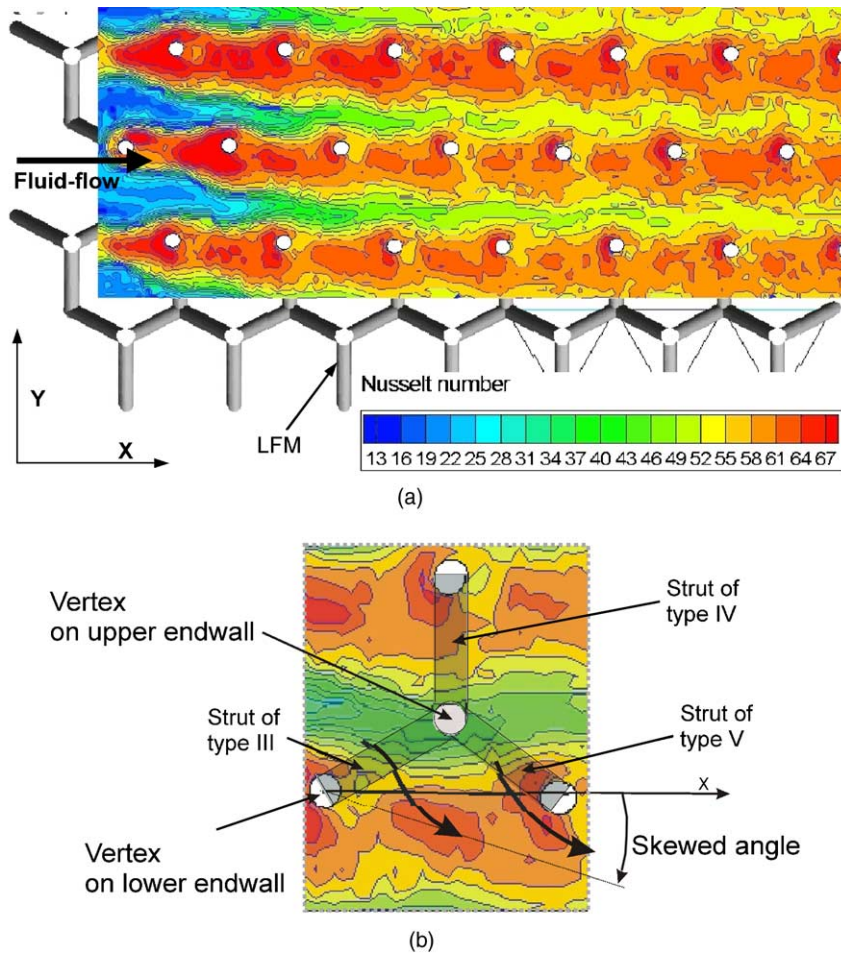 Fluid-flow
Y
X
LFM
Nusselt number
13 16 19 22 25 28 31 34 37 40 43 46 49 52 55 58 61 64 67
(a)
Vertex
on upper endwall
Strut of
type IV
Strut of
type III
Strut of
type V
X
Skewed angle
Vertex
on lower endwall
(b)